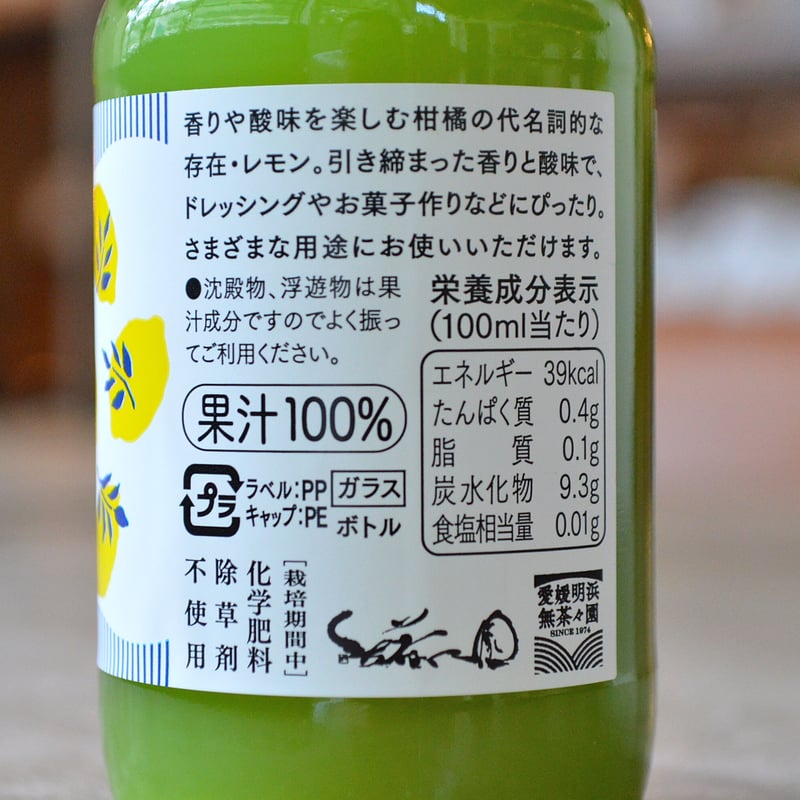 香りや酸味を楽しむ柑橘の代名詞的な
存在・レモン。引き締まった香りと酸味で、
ドレッシングやお菓子作りなどにぴったり。
さまざまな用途にお使いいただけます。
●沈殿物、浮遊物は果
汁成分ですのでよく振っ
てご利用ください。
果汁100%
栄養成分表示
(100ml当たり)
エネルギー 39kcal
たんぱく質 0.4g
脂質 0.1g
炭水化物 9.3g
食塩相当量 0.01g
プラ
ラベル:PP
キャップ:PE
ガラス
ボトル
[栽培期間中]
化学肥料
除草剤
不使用
愛媛明浜
無茶々園
SINCE 1974